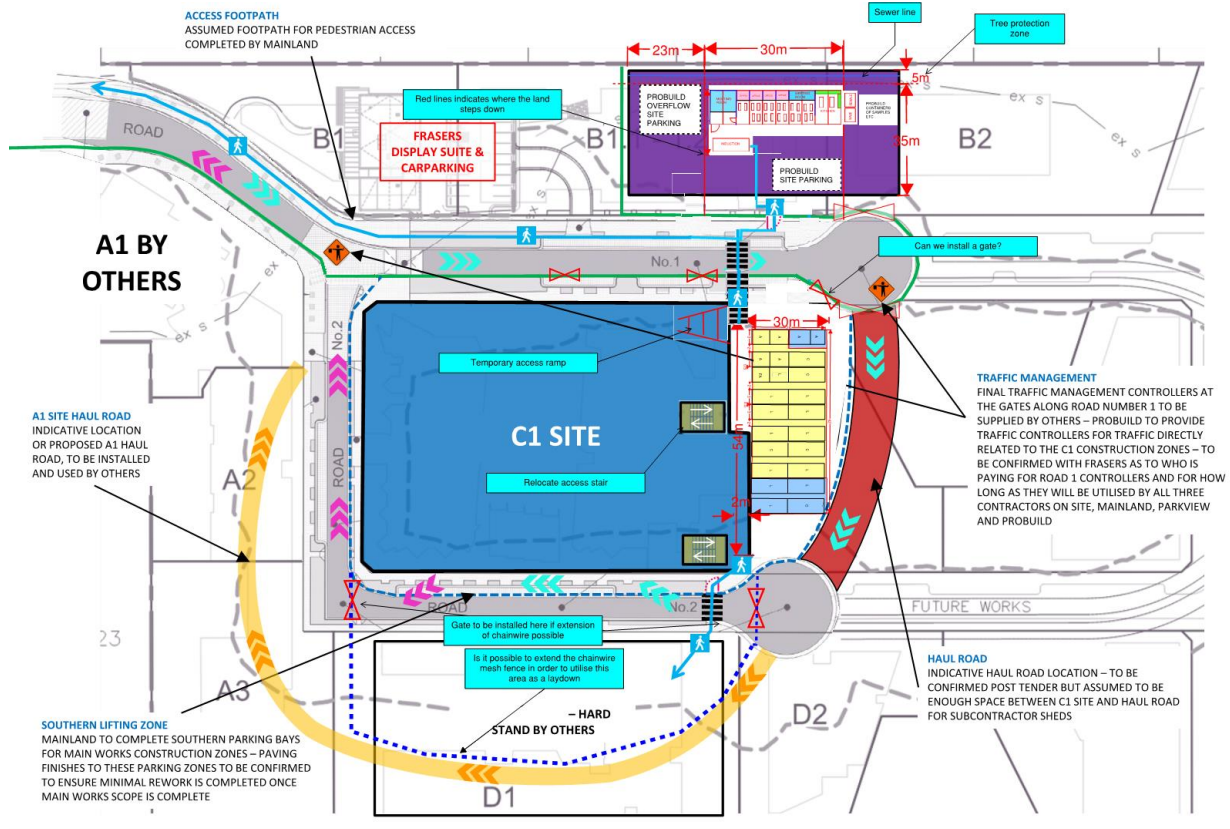 ACCESS FOOTPATH
ASSUMED FOOTPATH FOR PEDESTRIAN ACCESS
COMPLETED BY MAINLAND
Sewer line
Tree protection
zone
23m
30m
5m
ex s
Red lines indicates where the land
steps down
PROBUILD
OVERFLOW
SITE
PARKING
PROBUILD
CONTAINERS
OF SAMPLES
ETC
INDUCTION
PROBUILD
SITE PARKING
35m
ROAD
B1
FRASERS
DISPLAY SUITE &
CARPARKING
B1.
B2
ex s
A1 BY
OTHERS
ex s
No.1
Can we install a gate?
No.2
30m
Temporary access ramp
C1 SITE
54m
Relocate access stair
2m
TRAFFIC MANAGEMENT
FINAL TRAFFIC MANAGEMENT CONTROLLERS AT
THE GATES ALONG ROAD NUMBER 1 TO BE
SUPPLIED BY OTHERS – PROBUILD TO PROVIDE
TRAFFIC CONTROLLERS FOR TRAFFIC DIRECTLY
RELATED TO THE C1 CONSTRUCTION ZONES – TO
BE CONFIRMED WITH FRASERS AS TO WHO IS
PAYING FOR ROAD 1 CONTROLLERS AND FOR HOW
LONG AS THEY WILL BE UTILISED BY ALL THREE
CONTRACTORS ON SITE, MAINLAND, PARKVIEW
AND PROBUILD
A1 SITE HAUL ROAD
INDICATIVE LOCATION
OR PROPOSED A1 HAUL
ROAD, TO BE INSTALLED
AND USED BY OTHERS
A2
ROAD
ROAD
No.2
FUTURE WORKS
Gate to be installed here if extension
of chainwire possible
Is it possible to extend the chainwire
mesh fence in order to utilise this
area as a laydown
23
A3
– HARD
STAND BY OTHERS
D2
D1
HAUL ROAD
INDICATIVE HAUL ROAD LOCATION – TO BE
CONFIRMED POST TENDER BUT ASSUMED TO BE
ENOUGH SPACE BETWEEN C1 SITE AND HAUL ROAD
FOR SUBCONTRACTOR SHEDS
SOUTHERN LIFTING ZONE
MAINLAND TO COMPLETE SOUTHERN PARKING BAYS
FOR MAIN WORKS CONSTRUCTION ZONES – PAVING
FINISHES TO THESE PARKING ZONES TO BE CONFIRMED
TO ENSURE MINIMAL REWORK IS COMPLETED ONCE
MAIN WORKS SCOPE IS COMPLETE